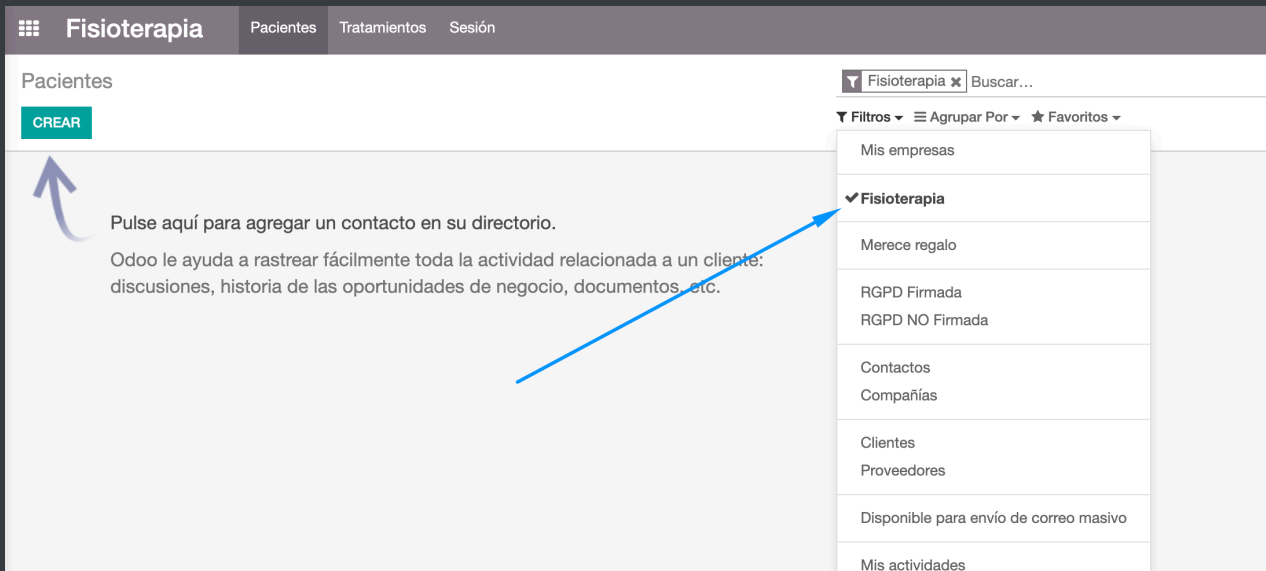 Fisioterapia Pacientes Tratamientos Sesión
Pacientes
Fisioterapia Buscar...
CREAR
Filtros Agrupar Por Favoritos
Mis empresas
Fisioterapia
Merece regalo
RGPD Firmada
RGPD NO Firmada
Contactos
Compañías
Clientes
Proveedores
Disponible para envío de correo masivo
Mis actividades
Pulse aquí para agregar un contacto en su directorio.
Odoo le ayuda a rastrear fácilmente toda la actividad relacionada a un cliente:
discusiones, historia de las oportunidades de negocio, documentos, etc.